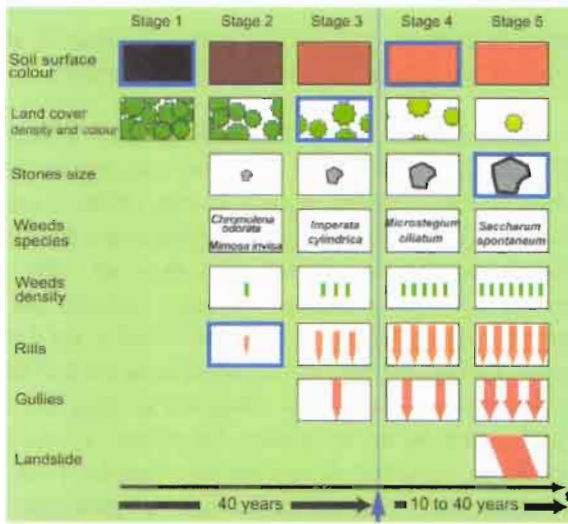 Stage 1 Stage 2 Stage 3 Stage 4 Stage 5
Soil surface
colour
Land cover
density and colour
Stones size
Weeds
species
Chromolena
odorata
Mimosa invisa
Imperata
cylindrica
Microstegium
ciliatum
Saccharum
spontaneum
Weeds
density
Rills
Gullies
Landslide
40 years
10 to 40 years
t